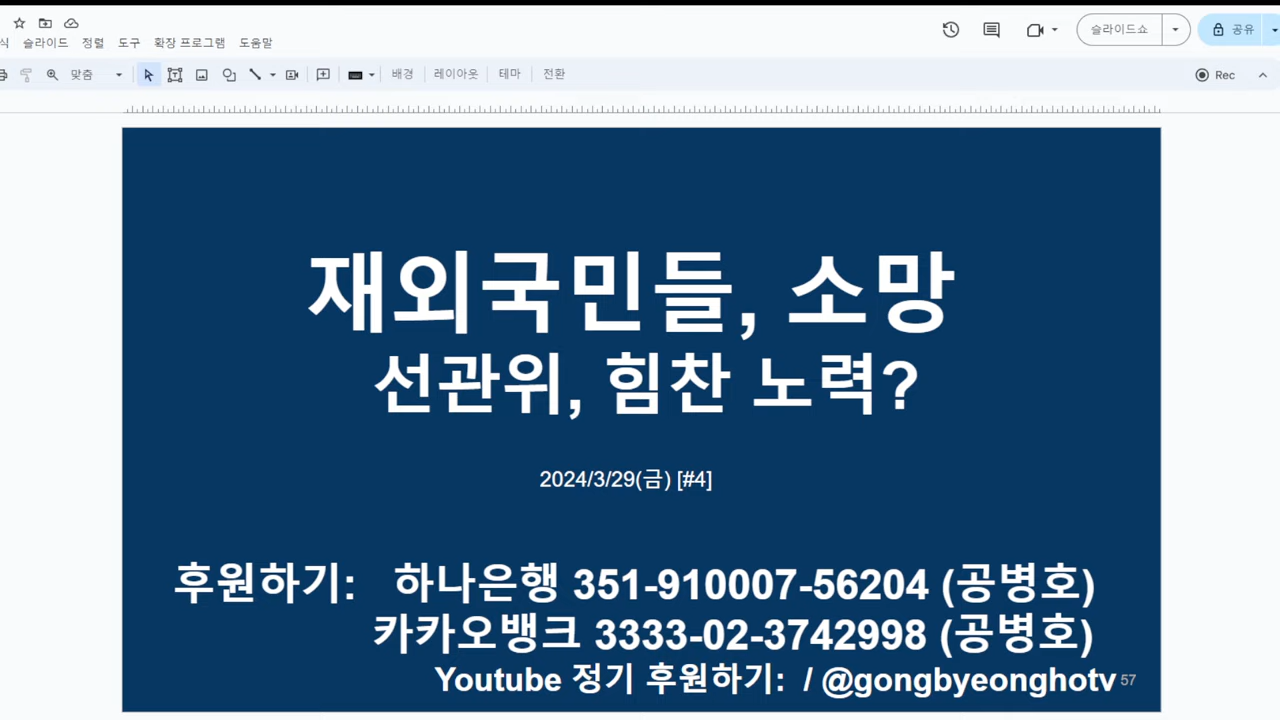 슬라이드쇼
공유
식 슬라이드 정렬 도구 확장 프로그램 도움말
맞춤 배경 레이아웃 테마 전환 Rec
재외국민들, 소망
선관위, 힘찬 노력?
2024/3/29(금) [#4]
후원하기: 하나은행 351-910007-56204 (공병호)
카카오뱅크 3333-02-3742998 (공병호)
Youtube 정기 후원하기: / @gongbyeonghotv
57